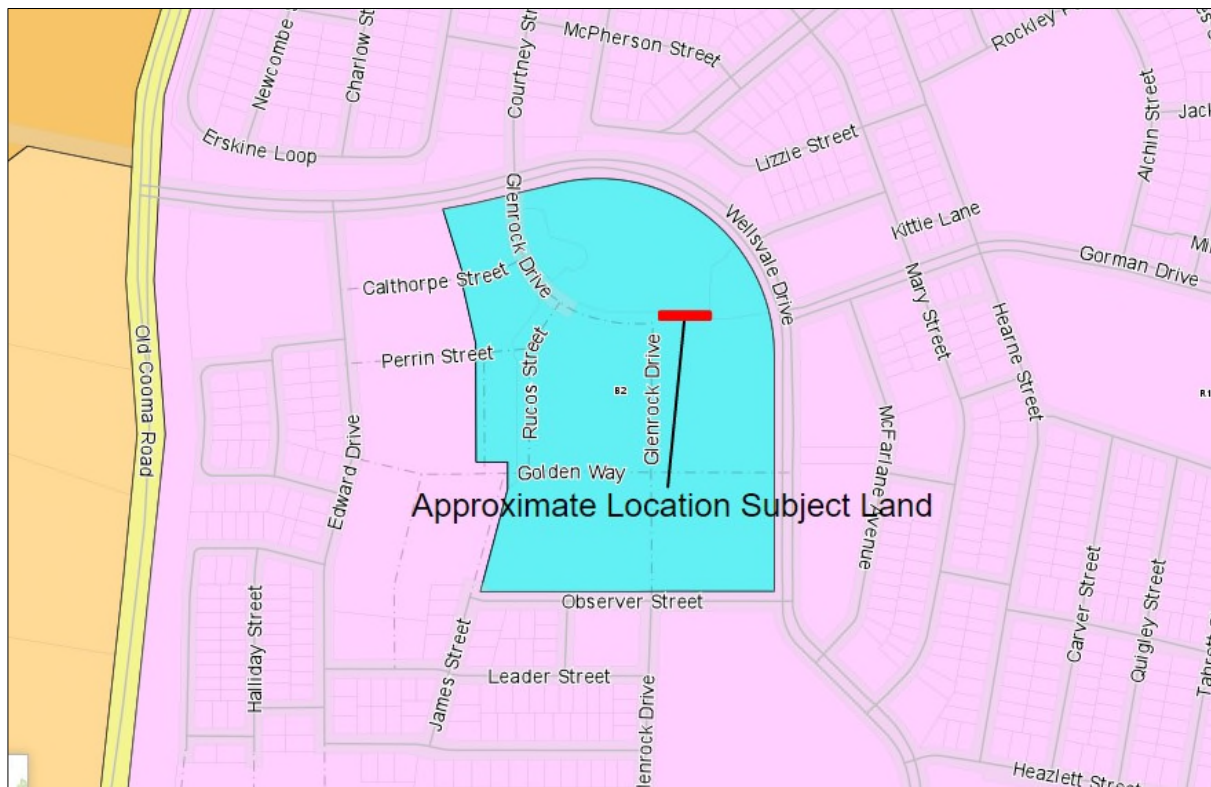 Newcombe
Charlow St
Courtney Str
McPherson Street
Rockley
Alchin Street
Jack
Erskine Loop
Lizzie Street
Glenrock Drive
Wellsvale Drive
Kittie Lane
Gorman Drive
Calthorpe Street
Mary Street
Hearne Street
Old Cooma Road
Perrin Street
Rucos Street
Glenrock Drive
B2
R1
Edward Drive
Golden Way
McFarlane Avenue
Approximate Location Subject Land
Observer Street
Halliday Street
James Street
Leader Street
Glenrock Drive
Carver Street
Quigley Street
Heazlett Street